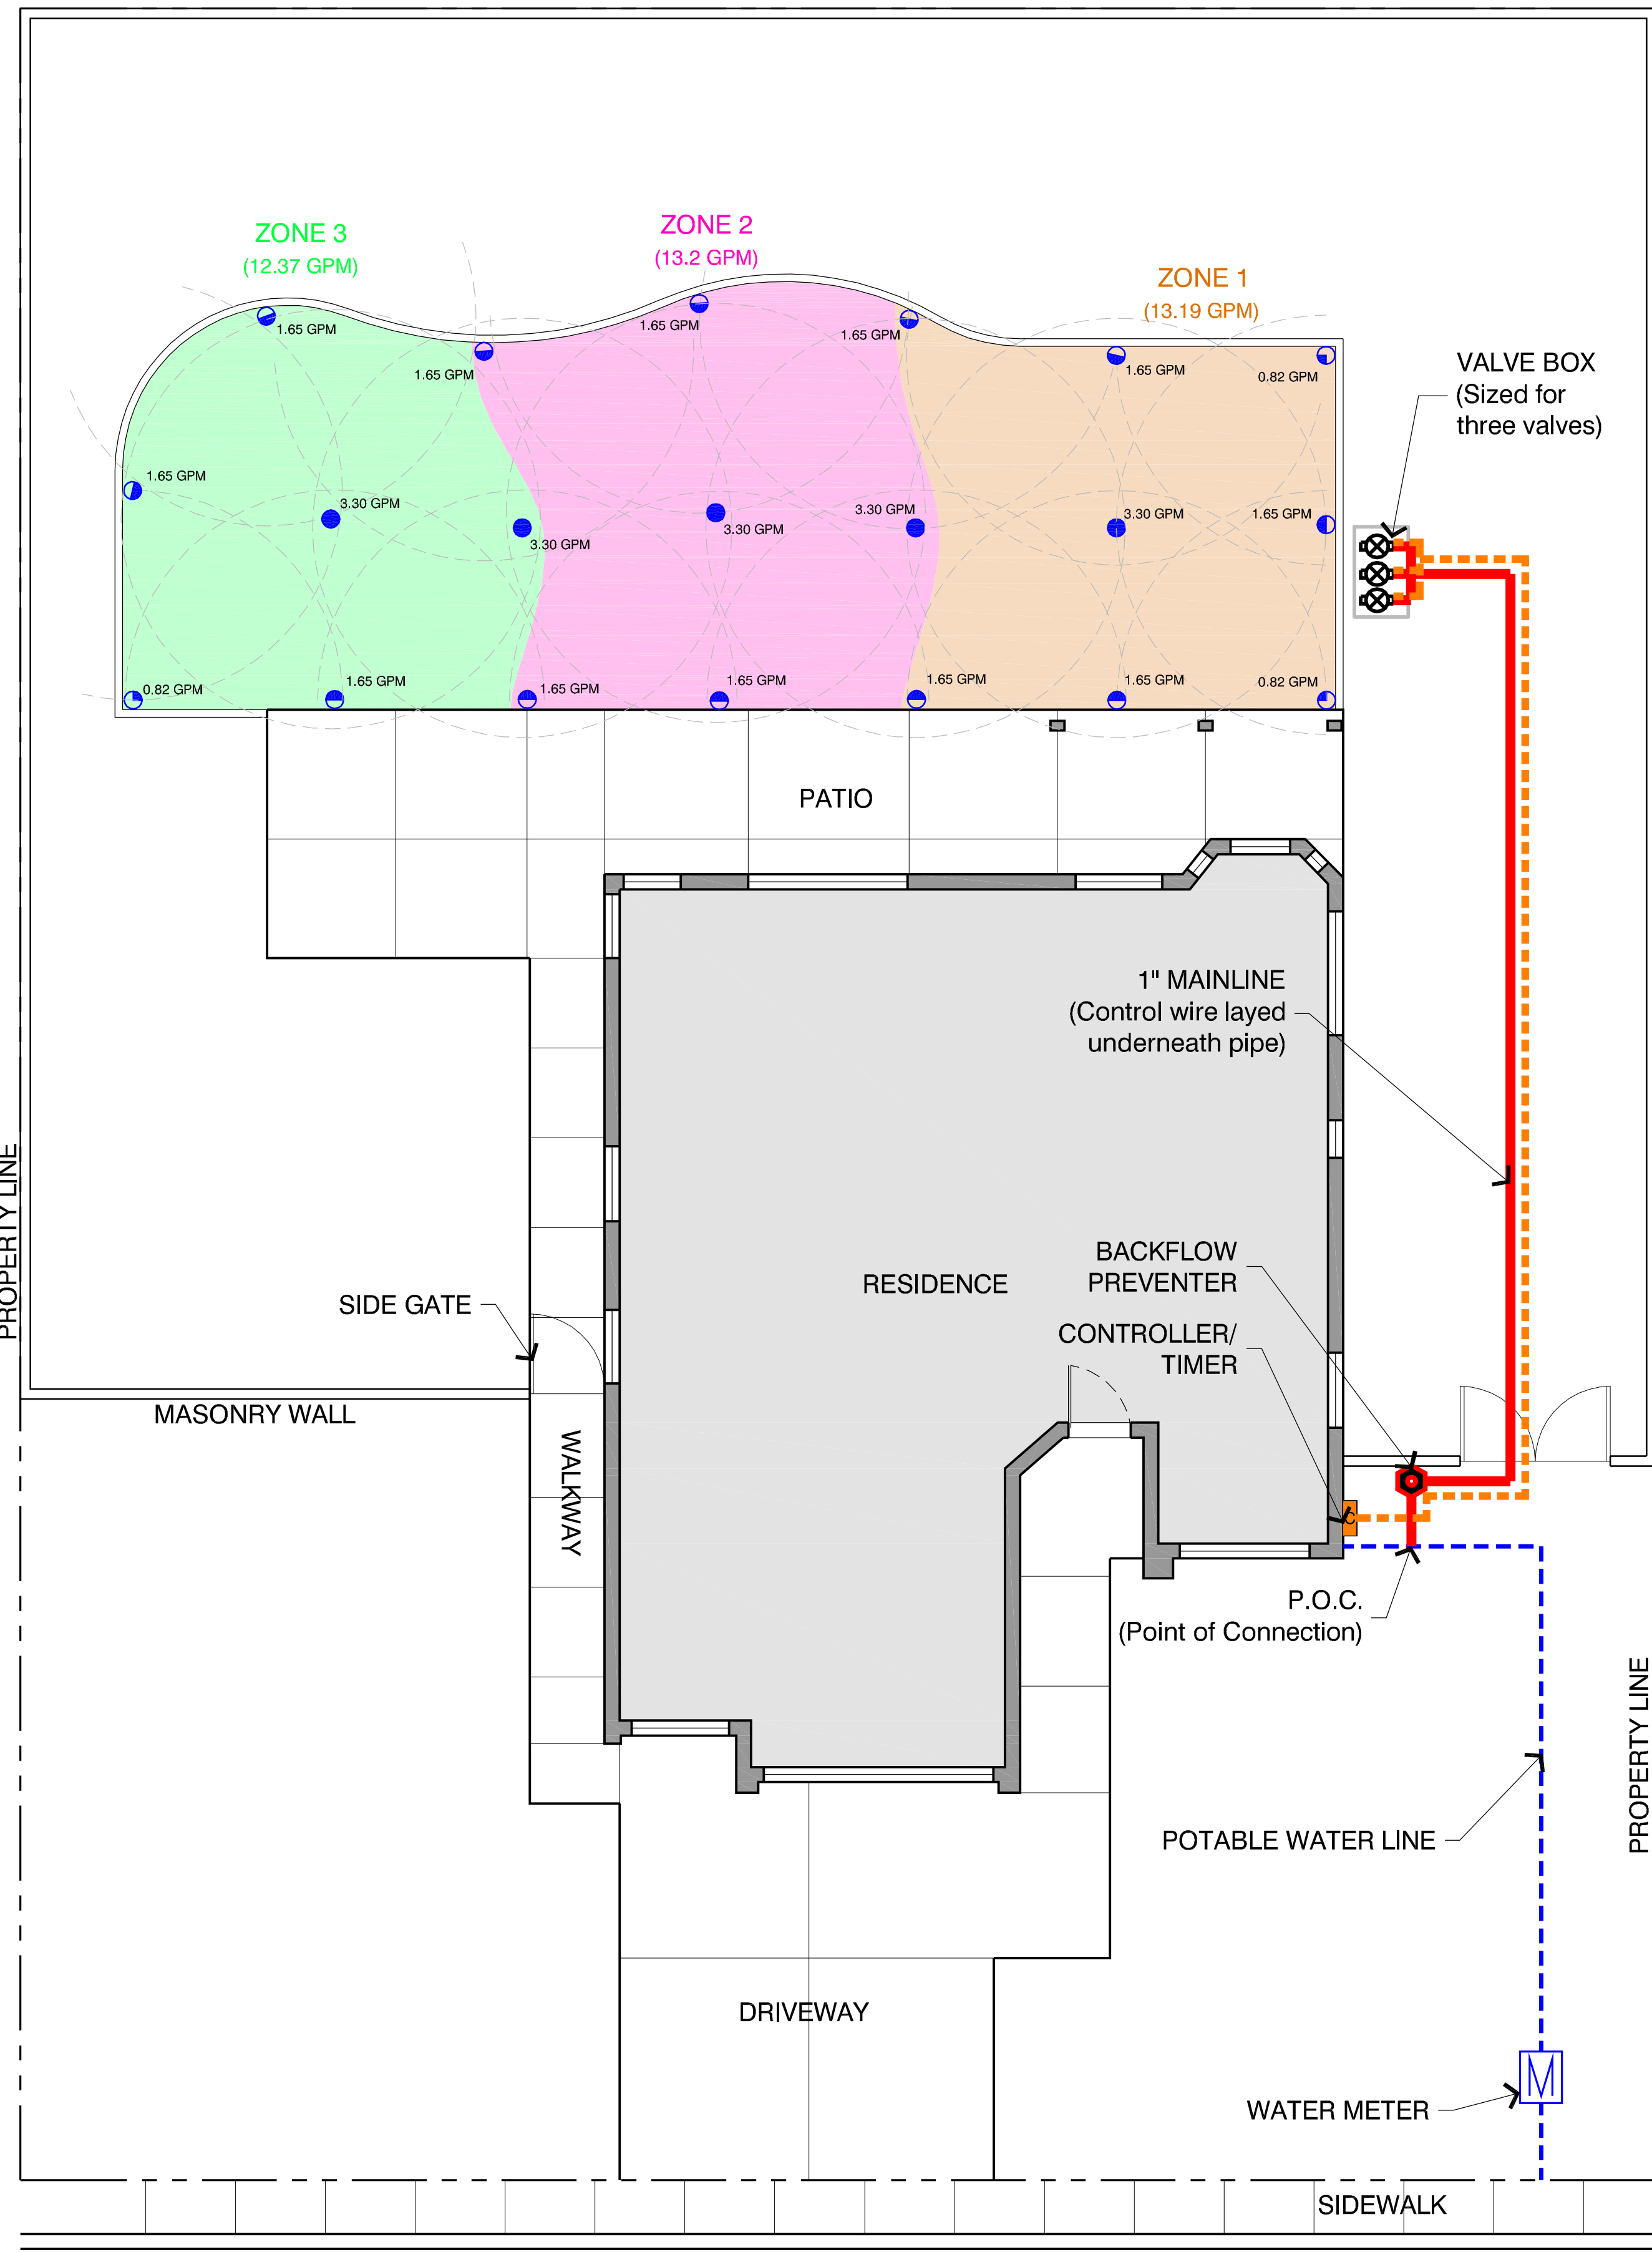 ZONE 3
(12.37 GPM)
ZONE 2
(13.2 GPM)
ZONE 1
(13.19 GPM)
1.65 GPM
1.65 GPM
1.65 GPM
1.65 GPM
1.65 GPM
0.82 GPM
VALVE BOX
(Sized for
three valves)
1.65 GPM
3.30 GPM
3.30 GPM
3.30 GPM
3.30 GPM
3.30 GPM
1.65 GPM
0.82 GPM
1.65 GPM
1.65 GPM
1.65 GPM
1.65 GPM
1.65 GPM
0.82 GPM
PATIO
1" MAINLINE
(Control wire layed
underneath pipe)
PROPERTY LINE
BACKFLOW
PREVENTER
RESIDENCE
SIDE GATE
CONTROLLER/
TIMER
MASONRY WALL
WALKWAY
C
P.O.C.
(Point of Connection)
PROPERTY LINE
POTABLE WATER LINE
DRIVEWAY
M
WATER METER
SIDEWALK